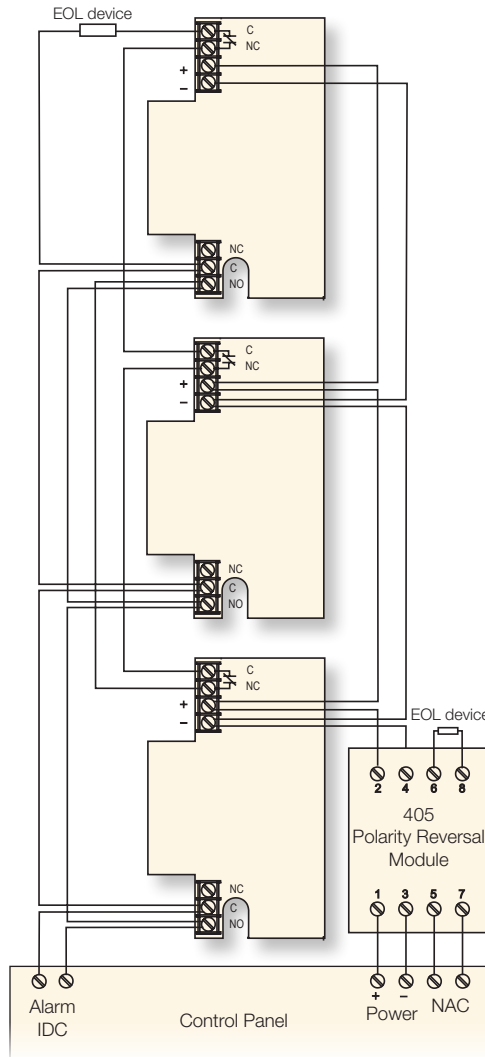 EOL device
C
NC
+
−
NC
C
NO
C
NC
+
−
NC
C
NO
C
NC
+
−
EOL device
2 4 6 8
405
Polarity Reversal
Module
NC
C
NO
1 3 5 7
+ −
Alarm
IDC
Control Panel
Power
NAC